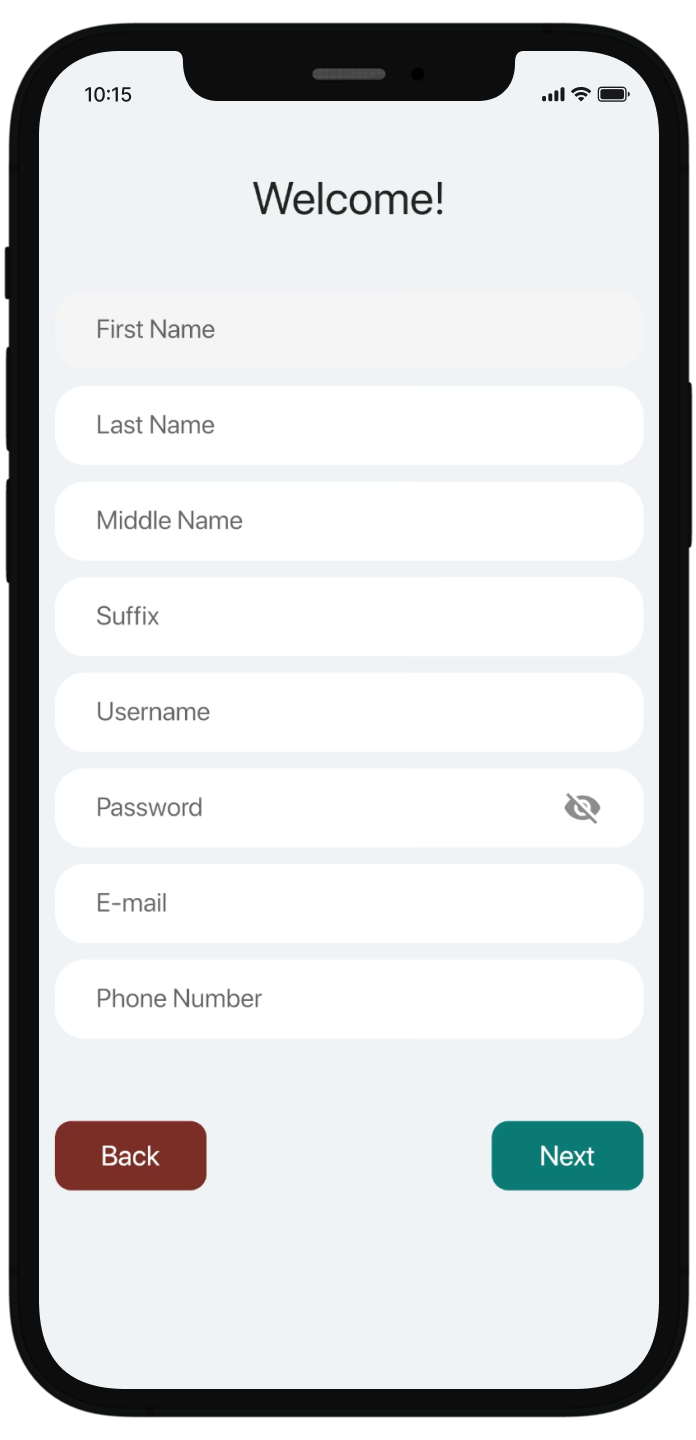 10:15
Welcome!
First Name
Last Name
Middle Name
Suffix
Username
Password
E-mail
Phone Number
Back
Next